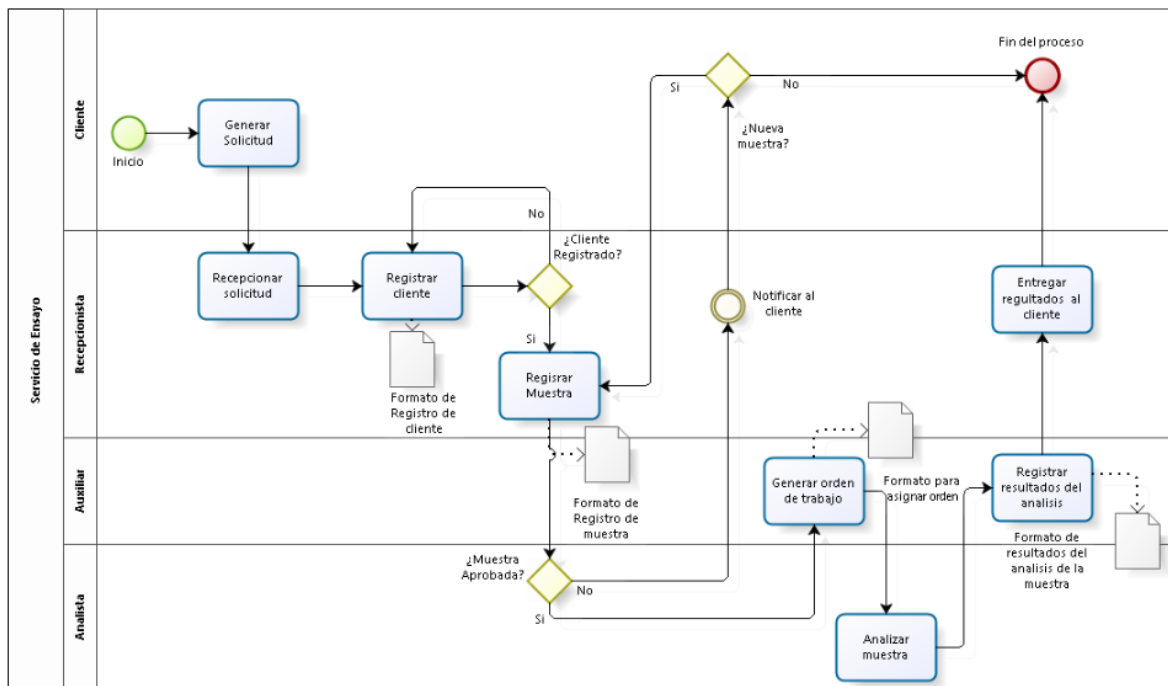 Servicio de Ensayo
Cliente
Inicio
Generar
Solicitud
Si
No
¿Nueva
muestra?
Fin del proceso
Recepcionista
Recepcionar
solicitud
Registrar
cliente
No
¿Cliente
Registrado?
Si
Formato de
Registro de
cliente
Regisrar
Muestra
Notificar al
cliente
Entregar
regultados al
cliente
Auxiliar
Formato de
Registro de
muestra
Generar orden
de trabajo
Formato para
asignar orden
Registrar
resultados del
analisis
Formato de
resultados del
analisis de la
muestra
Analista
¿Muestra
Aprobada?
No
Si
Analizar
muestra